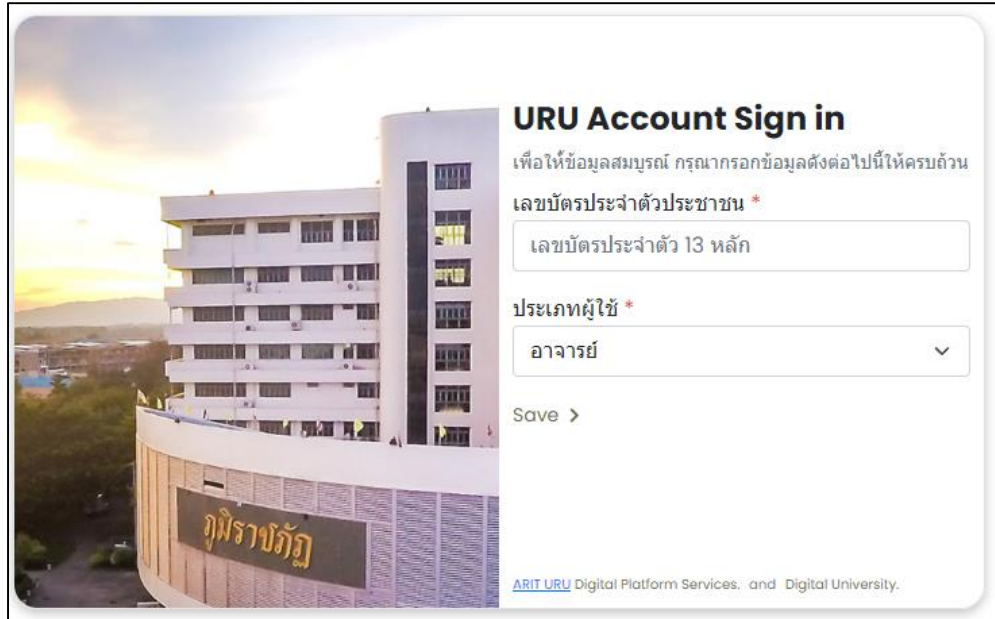 URU Account Sign in
เพื่อให้ข้อมูลสมบูรณ์ กรุณากรอกข้อมูลดังต่อไปนี้ให้ครบถ้วน
เลขบัตรประจำตัวประชาชน *
เลขบัตรประจำตัว 13 หลัก
ประเภทผู้ใช้ *
อาจารย์
Save >
ภูมิราชภัฏ
ARIT URU Digital Platform Services. and Digital University.